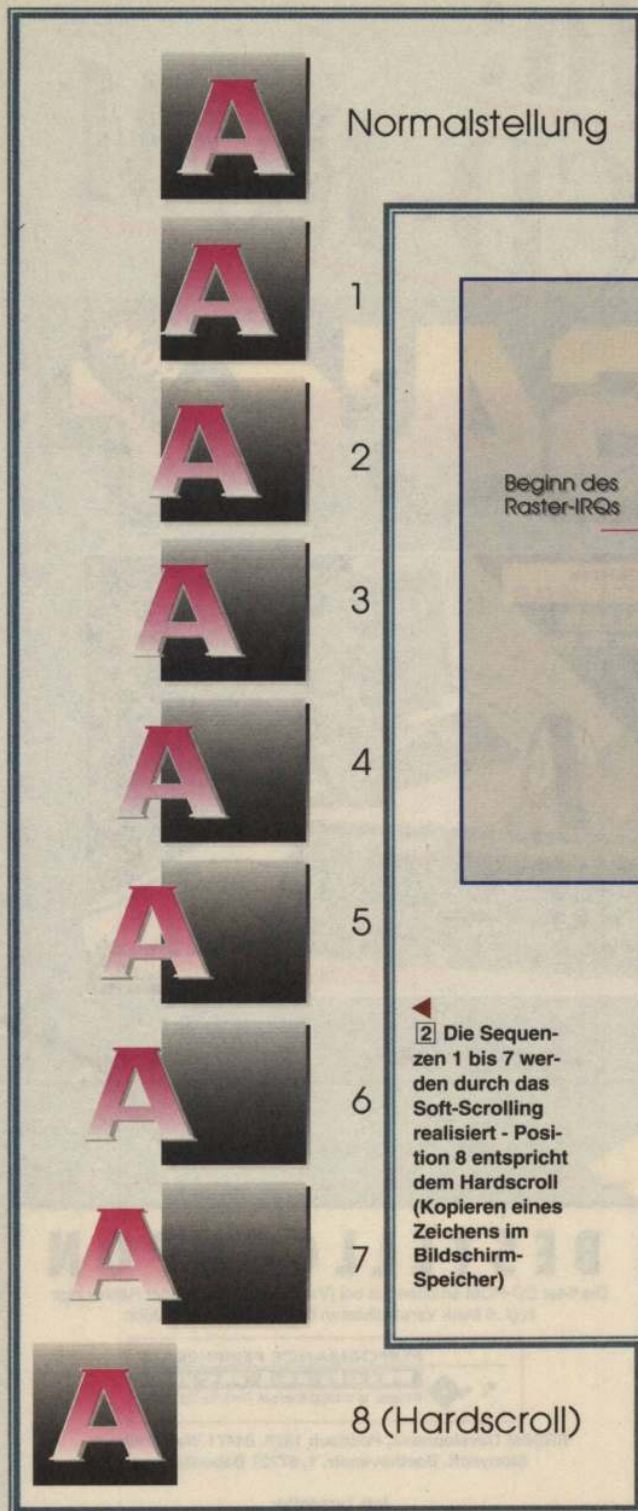 Normalstellung
1
2
3
4
5
6
7
8 (Hardscroll)
Beginn des
Raster-IRQs
2 Die Sequen-
zen 1 bis 7 wer-
den durch das
Soft-Scrolling
realisiert - Posi-
tion 8 entspricht
dem Hardscroll
(Kopieren eines
Zeichens im
Bildschirm-
Speicher)
A
A
A
A
A
A
A
A
A